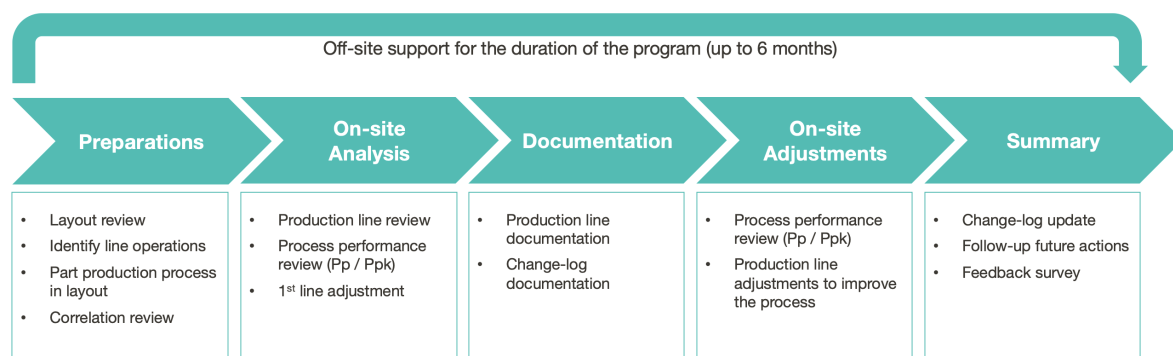 Off-site support for the duration of the program (up to 6 months)
Preparations
On-site
Analysis
Documentation
On-site
Adjustments
Summary
• Layout review
• Identify line operations
• Part production process
in layout
• Correlation review
• Production line review
• Process performance
review (Pp / Ppk)
• 1st line adjustment
• Production line
documentation
• Change-log
documentation
• Process performance
review (Pp / Ppk)
• Production line
adjustments to improve
the process
• Change-log update
• Follow-up future actions
• Feedback survey